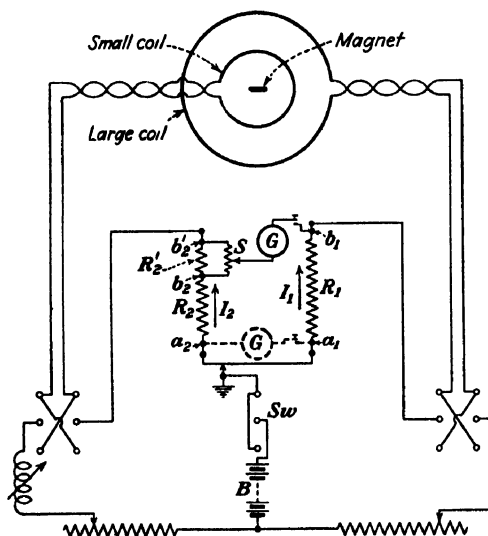 Small coil
Magnet
Large coil
b₂′
S
G
b₁
R₂′
b₂
R₂
I₂
I₁
R₁
a₂
G
a₁
Sw
B